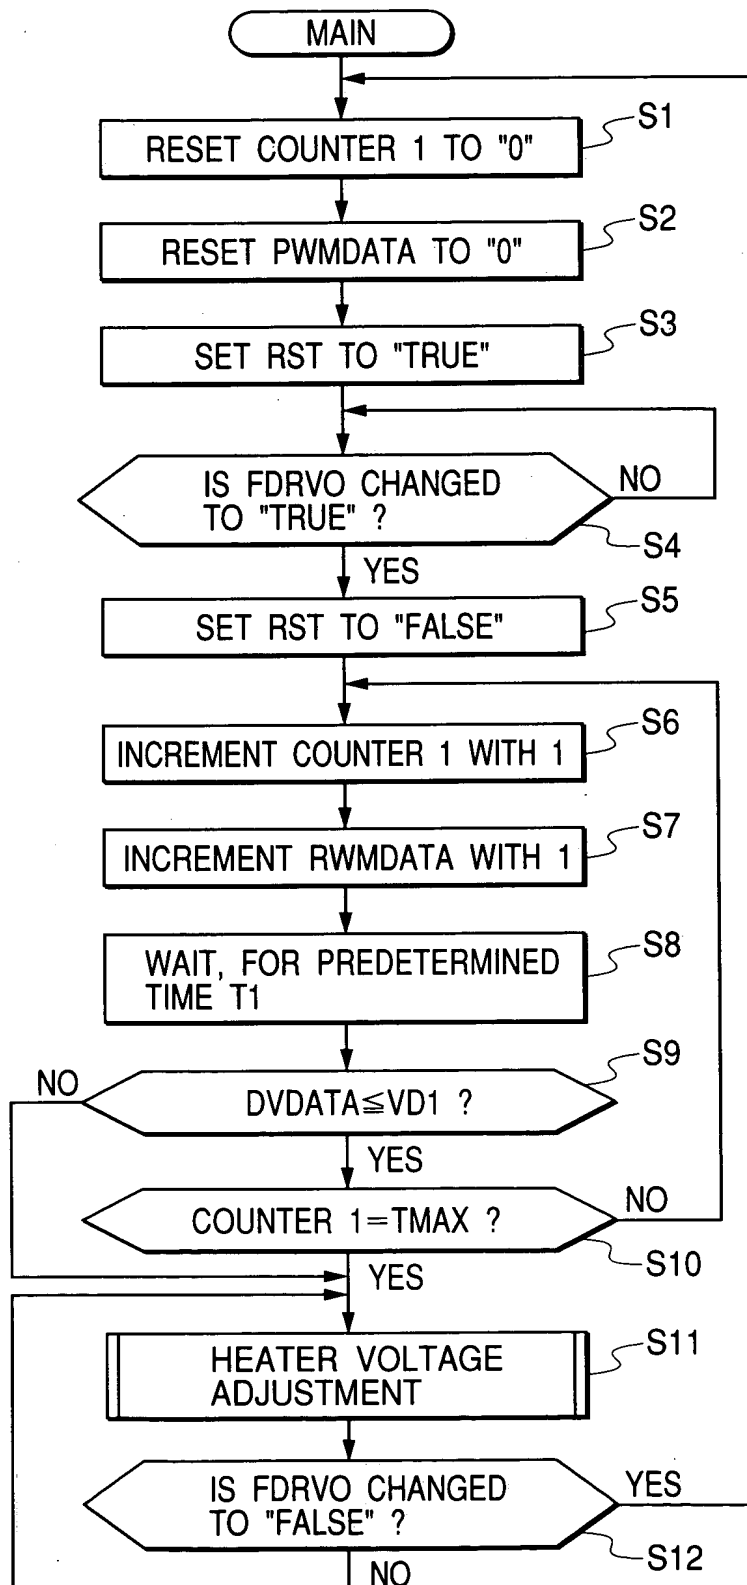 MAIN
S1
RESET COUNTER 1 TO "0"
S2
RESET PWMDATA TO "0"
S3
SET RST TO "TRUE"
IS FDRVO CHANGED
TO "TRUE" ?
NO
S4
YES
S5
SET RST TO "FALSE"
S6
INCREMENT COUNTER 1 WITH 1
S7
INCREMENT RWMDATA WITH 1
S8
WAIT, FOR PREDETERMINED
TIME T1
S9
NO
DVDATA≦VD1 ?
YES
COUNTER 1=TMAX ?
NO
S10
YES
S11
HEATER VOLTAGE
ADJUSTMENT
IS FDRVO CHANGED
TO "FALSE" ?
YES
S12
NO